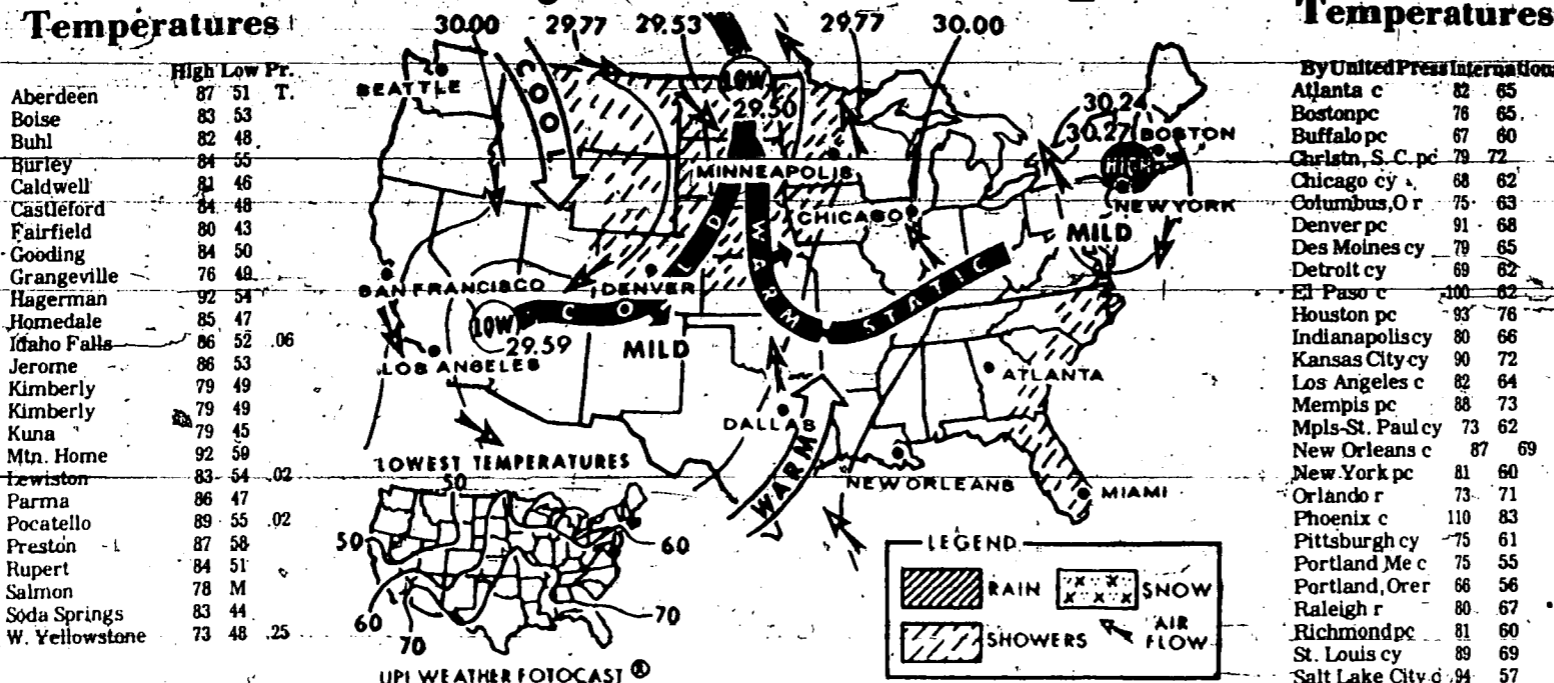 Temperatures
High Low Pr.
Aberdeen 87 51 T.
Boise 83 53
Buhl 82 48
Burley 84 55
Caldwell 81 46
Castleford 84 48
Fairfield 80 43
Gooding 84 50
Grangeville 76 49
Hagerman 92 54
Homedale 85 47
Idaho Falls 86 52 .06
Jerome 86 53
Kimberly 79 49
Kimberly 79 49
Kuna 79 45
Mtn. Home 92 59
Lewiston 83 54 .02
Parma 86 47
Pocatello 89 55 .02
Preston 87 58
Rupert 84 51
Salmon 78 M
Soda Springs 83 44
W. Yellowstone 73 48 .25
30.00 29.77 29.53 29.77 30.00
SEATTLE
COOL
LOW
29.50
30.24
30.27
BOSTON
HIGH
MINNEAPOLIS
NEW YORK
CHICAGO
MILD
COLD
WARM
STATIC
SAN FRANCISCO
DENVER
LOW
29.59
MILD
LOS ANGELES
ATLANTA
DALLAS
WARM
NEW ORLEANS
MIAMI
LOWEST TEMPERATURES
50
50
60
60
70
70
LEGEND
RAIN
SNOW
SHOWERS
AIR FLOW
UPI WEATHER FOTOCAST ®
Temperatures
By United Press Internation
Atlanta c 82 65
Boston pc 76 65
Buffalo pc 67 60
Chrlstn, S. C. pc 79 72
Chicago cy 68 62
Columbus, O r 75 63
Denver pc 91 68
Des Moines cy 79 65
Detroit cy 69 62
El Paso c 100 62
Houston pc 93 76
Indianapolis cy 80 66
Kansas City cy 90 72
Los Angeles c 82 64
Mempis pc 88 73
Mpls-St. Paul cy 73 62
New Orleans c 87 69
New York pc 81 60
Orlando r 73 71
Phoenix c 110 83
Pittsburgh cy 75 61
Portland Me c 75 55
Portland, Ore r 66 56
Raleigh r 80 67
Richmond pc 81 60
St. Louis cy 89 69
Salt Lake City c 94 57